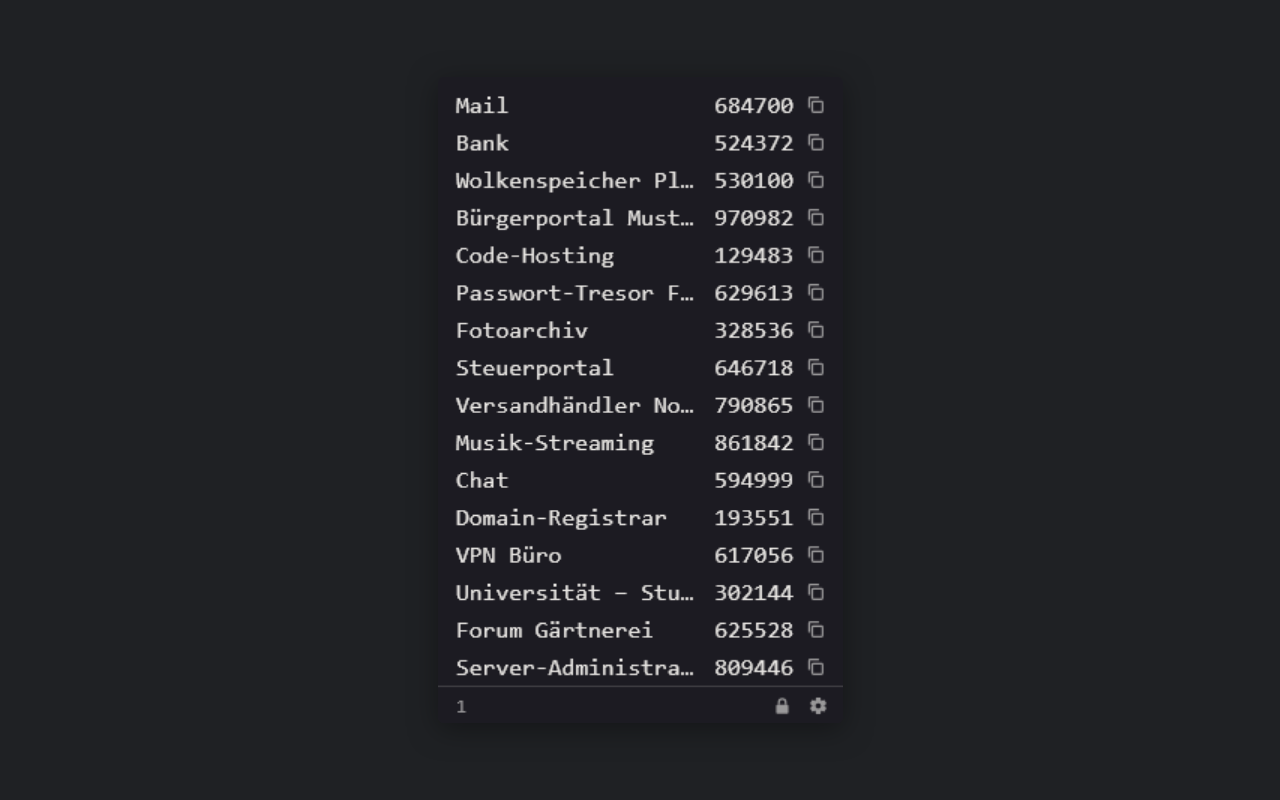 Mail 684700
Bank 524372
Wolkenspeicher Pl… 530100
Bürgerportal Must… 970982
Code-Hosting 129483
Passwort-Tresor F… 629613
Fotoarchiv 328536
Steuerportal 646718
Versandhändler No… 790865
Musik-Streaming 861842
Chat 594999
Domain-Registrar 193551
VPN Büro 617056
Universität – Stu… 302144
Forum Gärtnerei 625528
Server-Administra… 809446
1